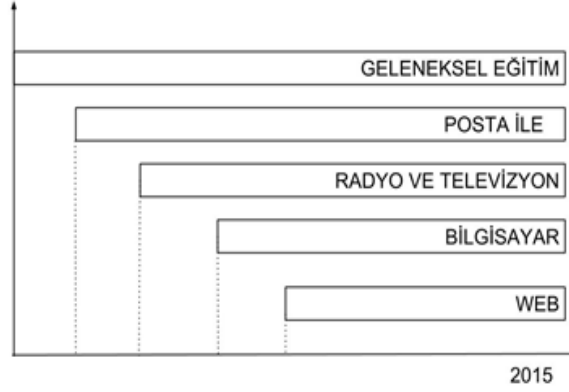 GELENEKSEL EĞİTİM
POSTA İLE
RADYO VE TELEVİZYON
BİLGİSAYAR
WEB
2015